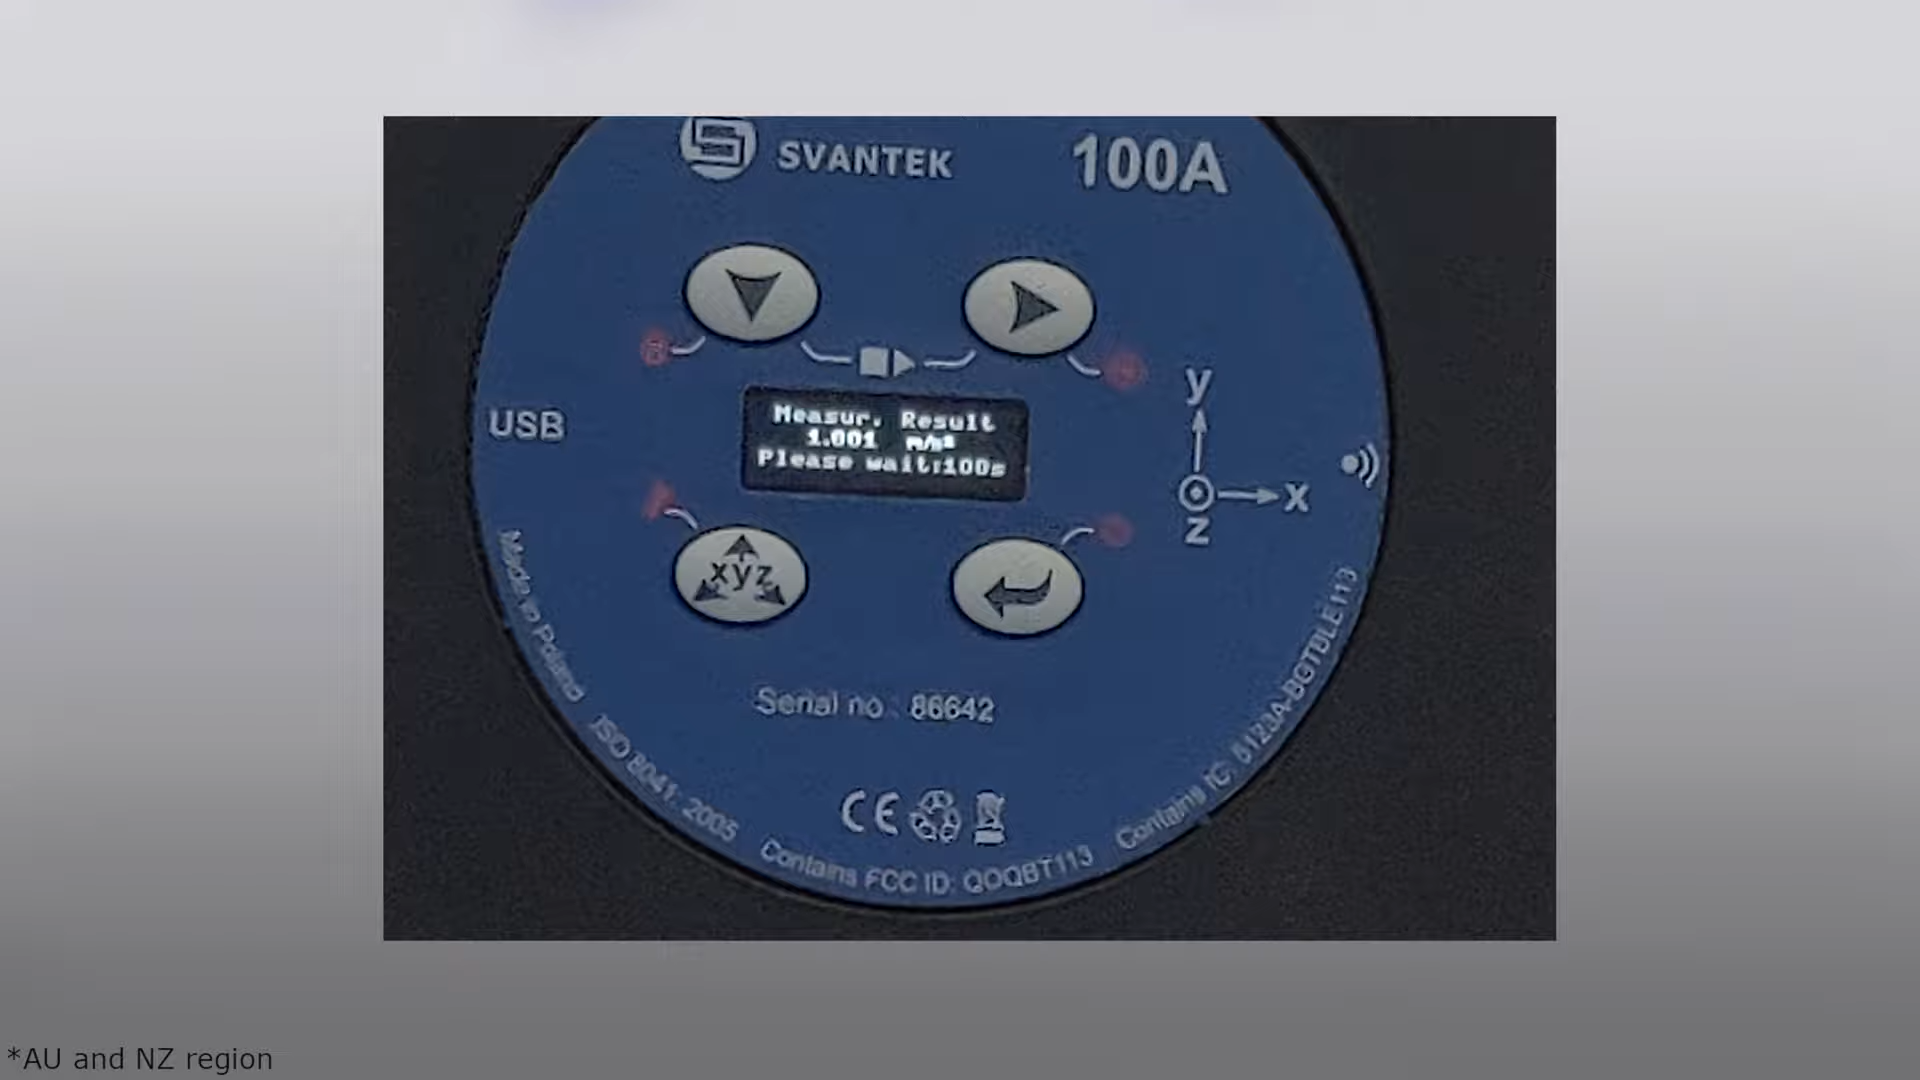 SVANTEK
100A
USB
Measur. Result
1.001 m/s²
Please wait:100s
y
x
z
xyz
Serial no : 86642
Made in Poland
ISO 8041: 2005
CE
Contains FCC ID: QOQBT113
Contains IC: 5123A-BGTBLE113
*AU and NZ region